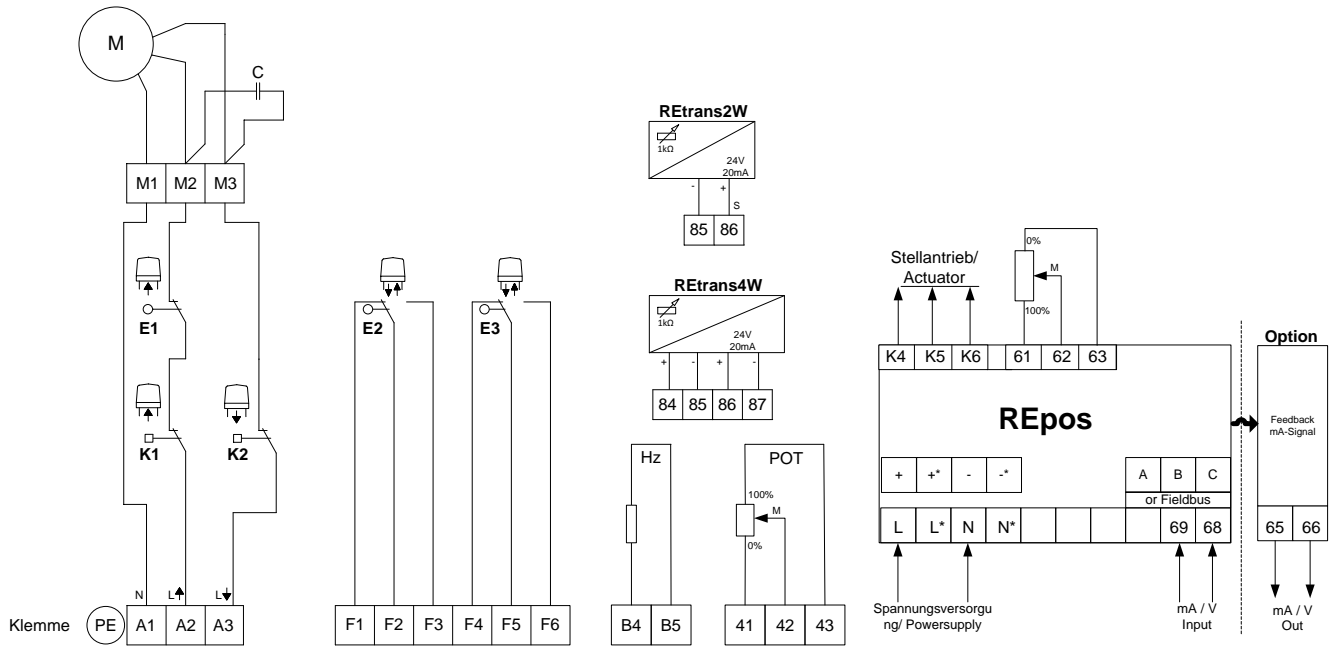 M
C
M1 M2 M3
E1
K1
K2
N L L
Klemme PE A1 A2 A3
E2 E3
F1 F2 F3 F4 F5 F6
REtrans2W
1kΩ
24V
20mA
- +
S
85 86
REtrans4W
1kΩ
24V
20mA
+ - + -
84 85 86 87
Hz
B4 B5
POT
100%
M
0%
41 42 43
Stellantrieb/
Actuator
0%
M
100%
K4 K5 K6 61 62 63
REpos
+ +* - -*
A B C
or Fieldbus
L L* N N* 69 68
Spannungsversorgu
ng/ Powersupply
mA / V
Input
Option
Feedback
mA-Signal
65 66
mA / V
Out